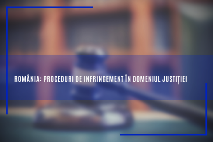 ROMÂNIA: PROCEDURI DE INFRINGEMENT ÎN DOMENIUL JUSTIȚIEI